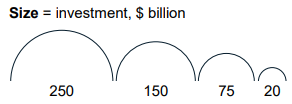 Size = investment, $ billion
250 150 75 20